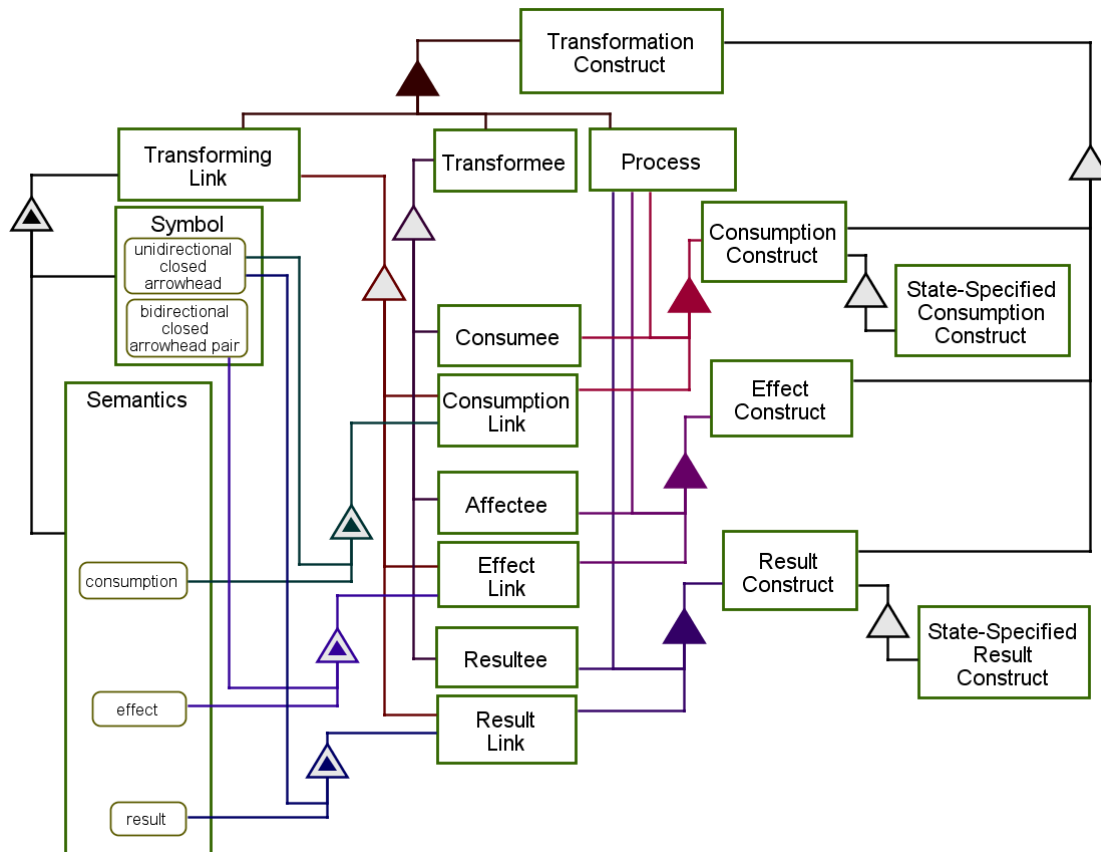 Transformation
Construct
Transforming
Link
Transformee
Process
Symbol
unidirectional
closed
arrowhead
bidirectional
closed
arrowhead pair
Consumption
Construct
State-Specified
Consumption
Construct
Consumee
Semantics
Consumption
Link
Effect
Construct
Affectee
consumption
Effect
Link
Result
Construct
Resultee
State-Specified
Result
Construct
effect
Result
Link
result